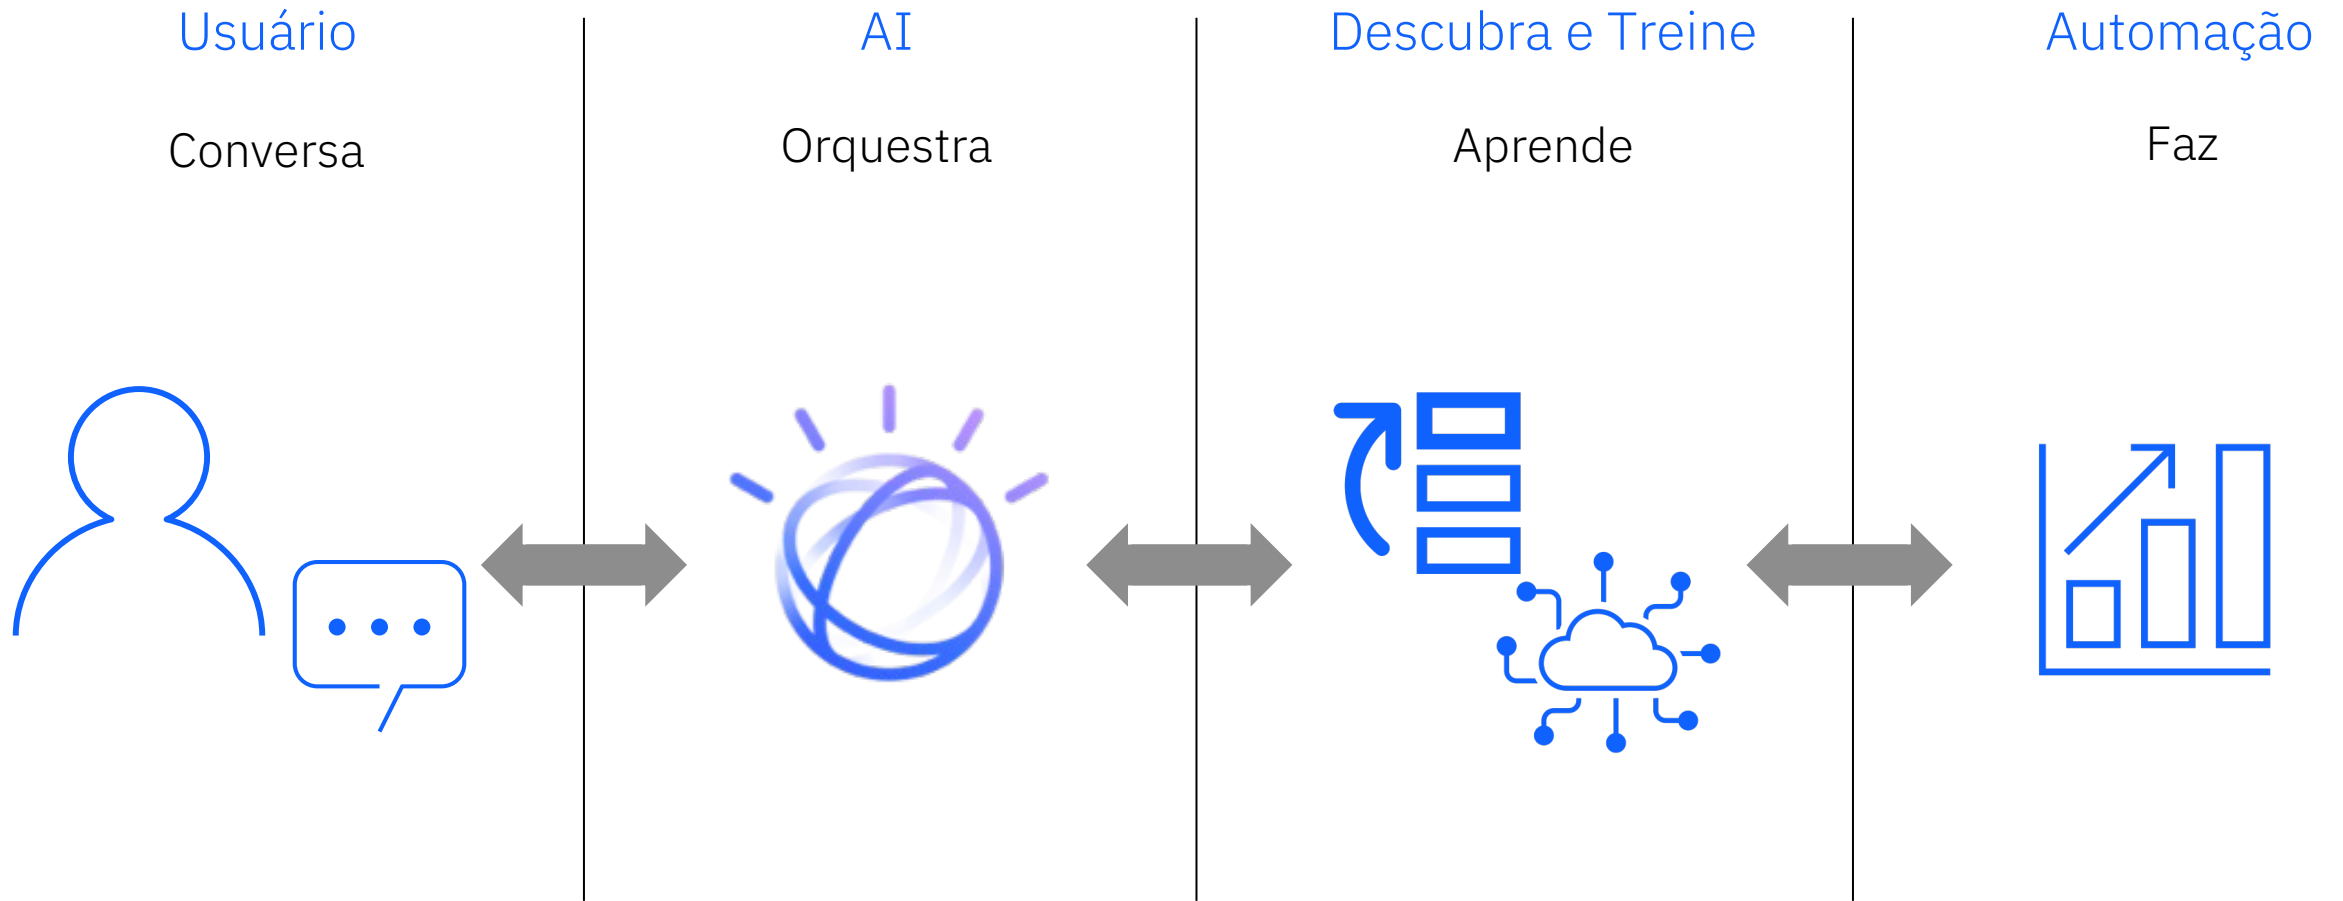 Usuário
AI
Descubra e Treine
Automação
Conversa
Orquestra
Aprende
Faz